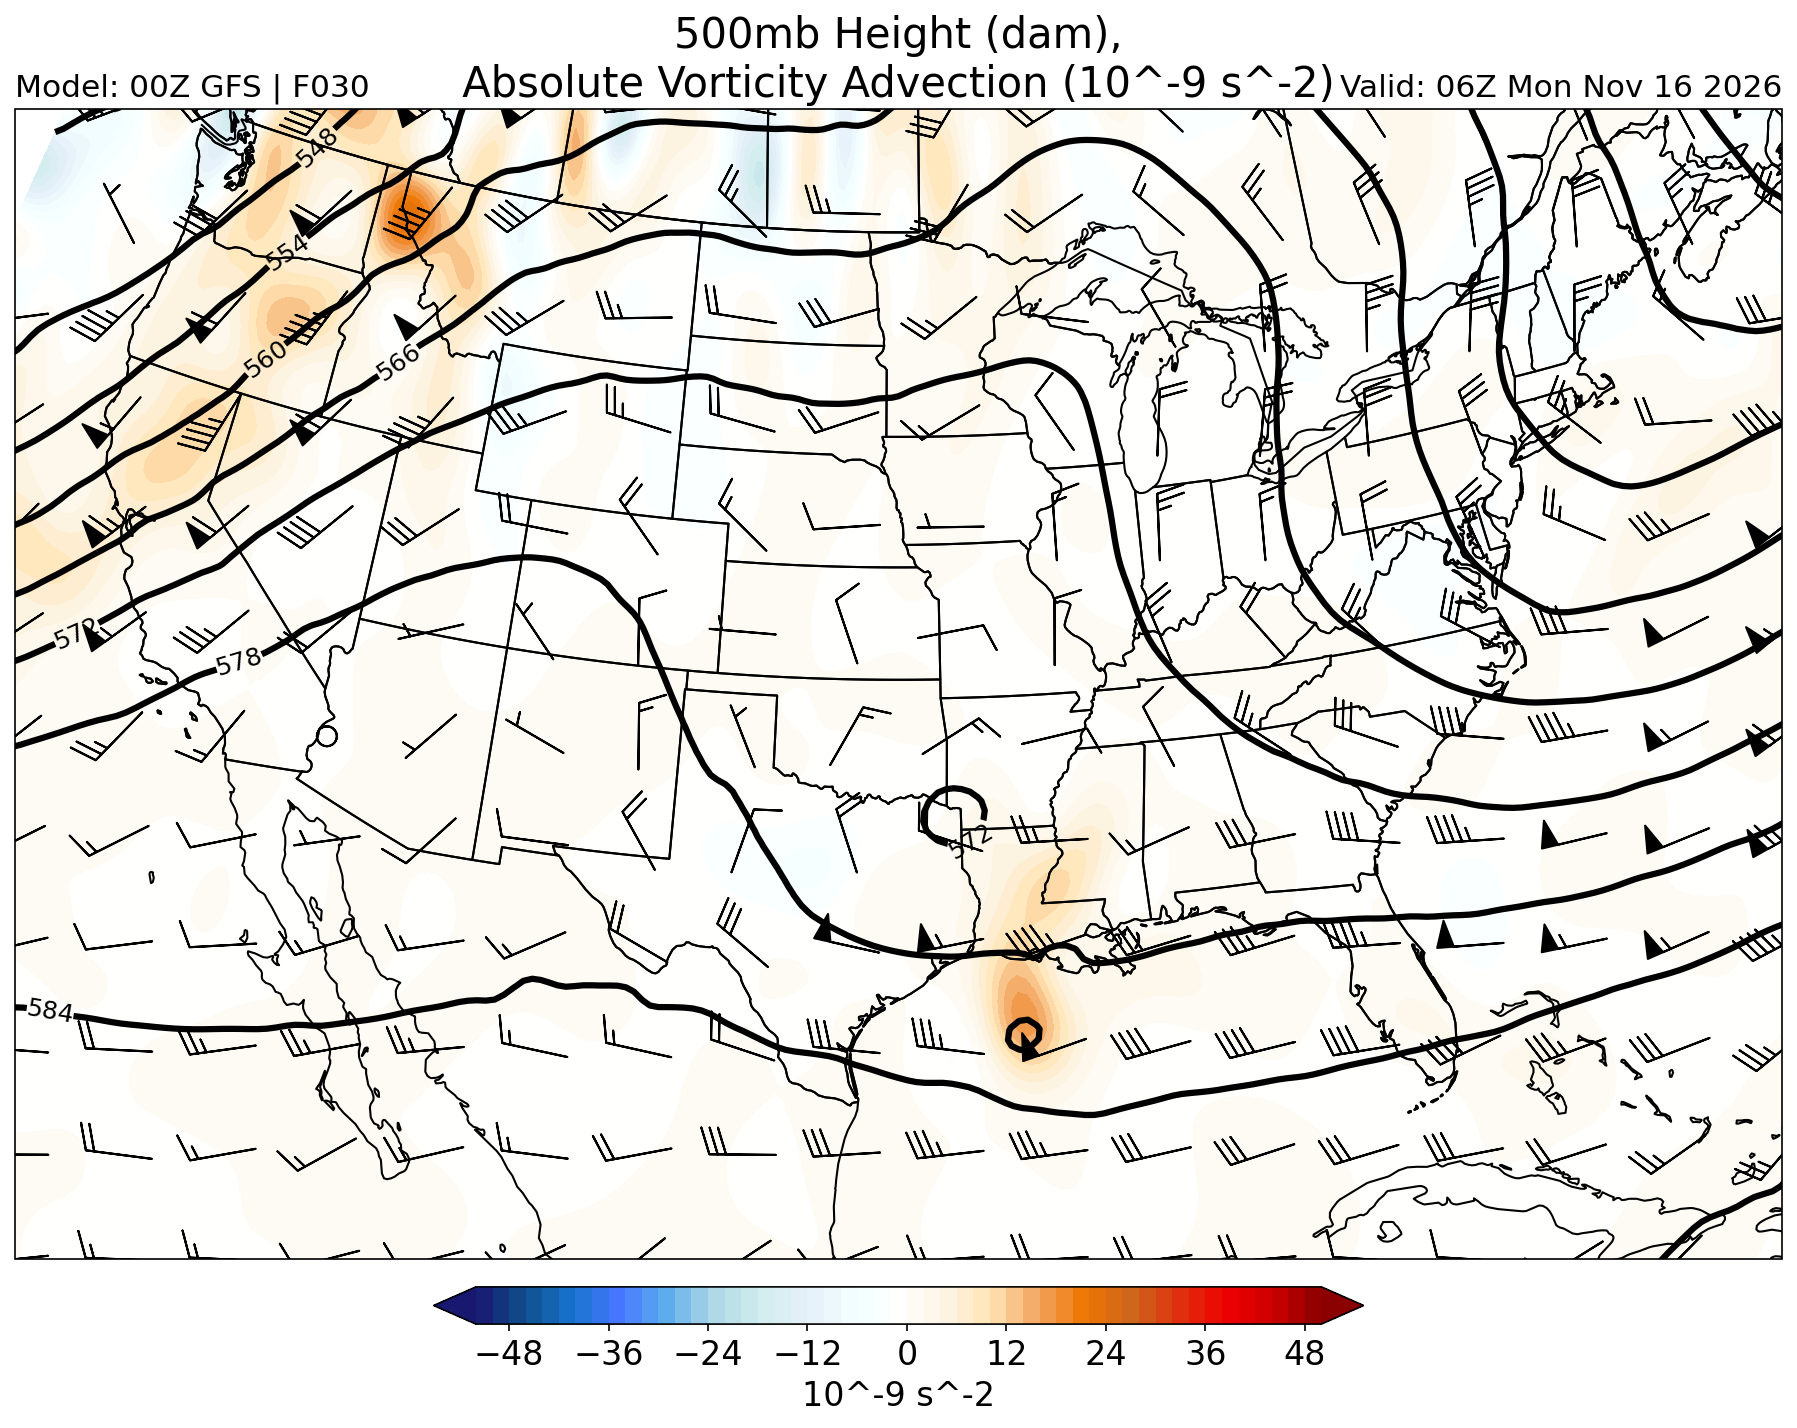 500mb Height (dam),
Model: 00Z GFS | F030
Absolute Vorticity Advection (10^-9 s^-2)
Valid: 06Z Mon Nov 16 2026
548
554
560
566
572
578
572
584
−48 −36 −24 −12 0 12 24 36 48
10^-9 s^-2